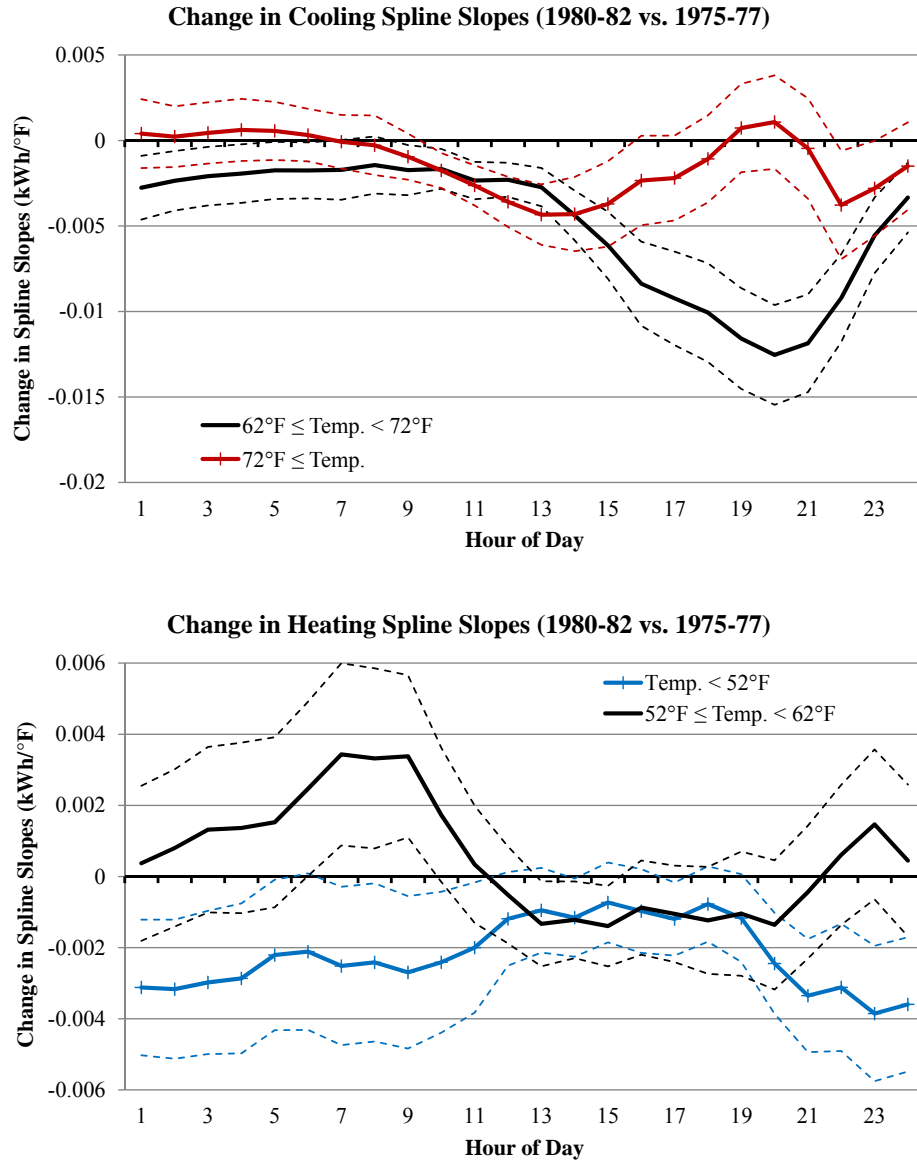 Change in Cooling Spline Slopes (1980-82 vs. 1975-77)
0.005
0
-0.005
-0.01
-0.015
-0.02
Change in Spline Slopes (kWh/°F)
62°F ≤ Temp. < 72°F
72°F ≤ Temp.
1 3 5 7 9 11 13 15 17 19 21 23
Hour of Day
Change in Heating Spline Slopes (1980-82 vs. 1975-77)
0.006
0.004
0.002
0
-0.002
-0.004
-0.006
Change in Spline Slopes (kWh/°F)
Temp. < 52°F
52°F ≤ Temp. < 62°F
1 3 5 7 9 11 13 15 17 19 21 23
Hour of Day